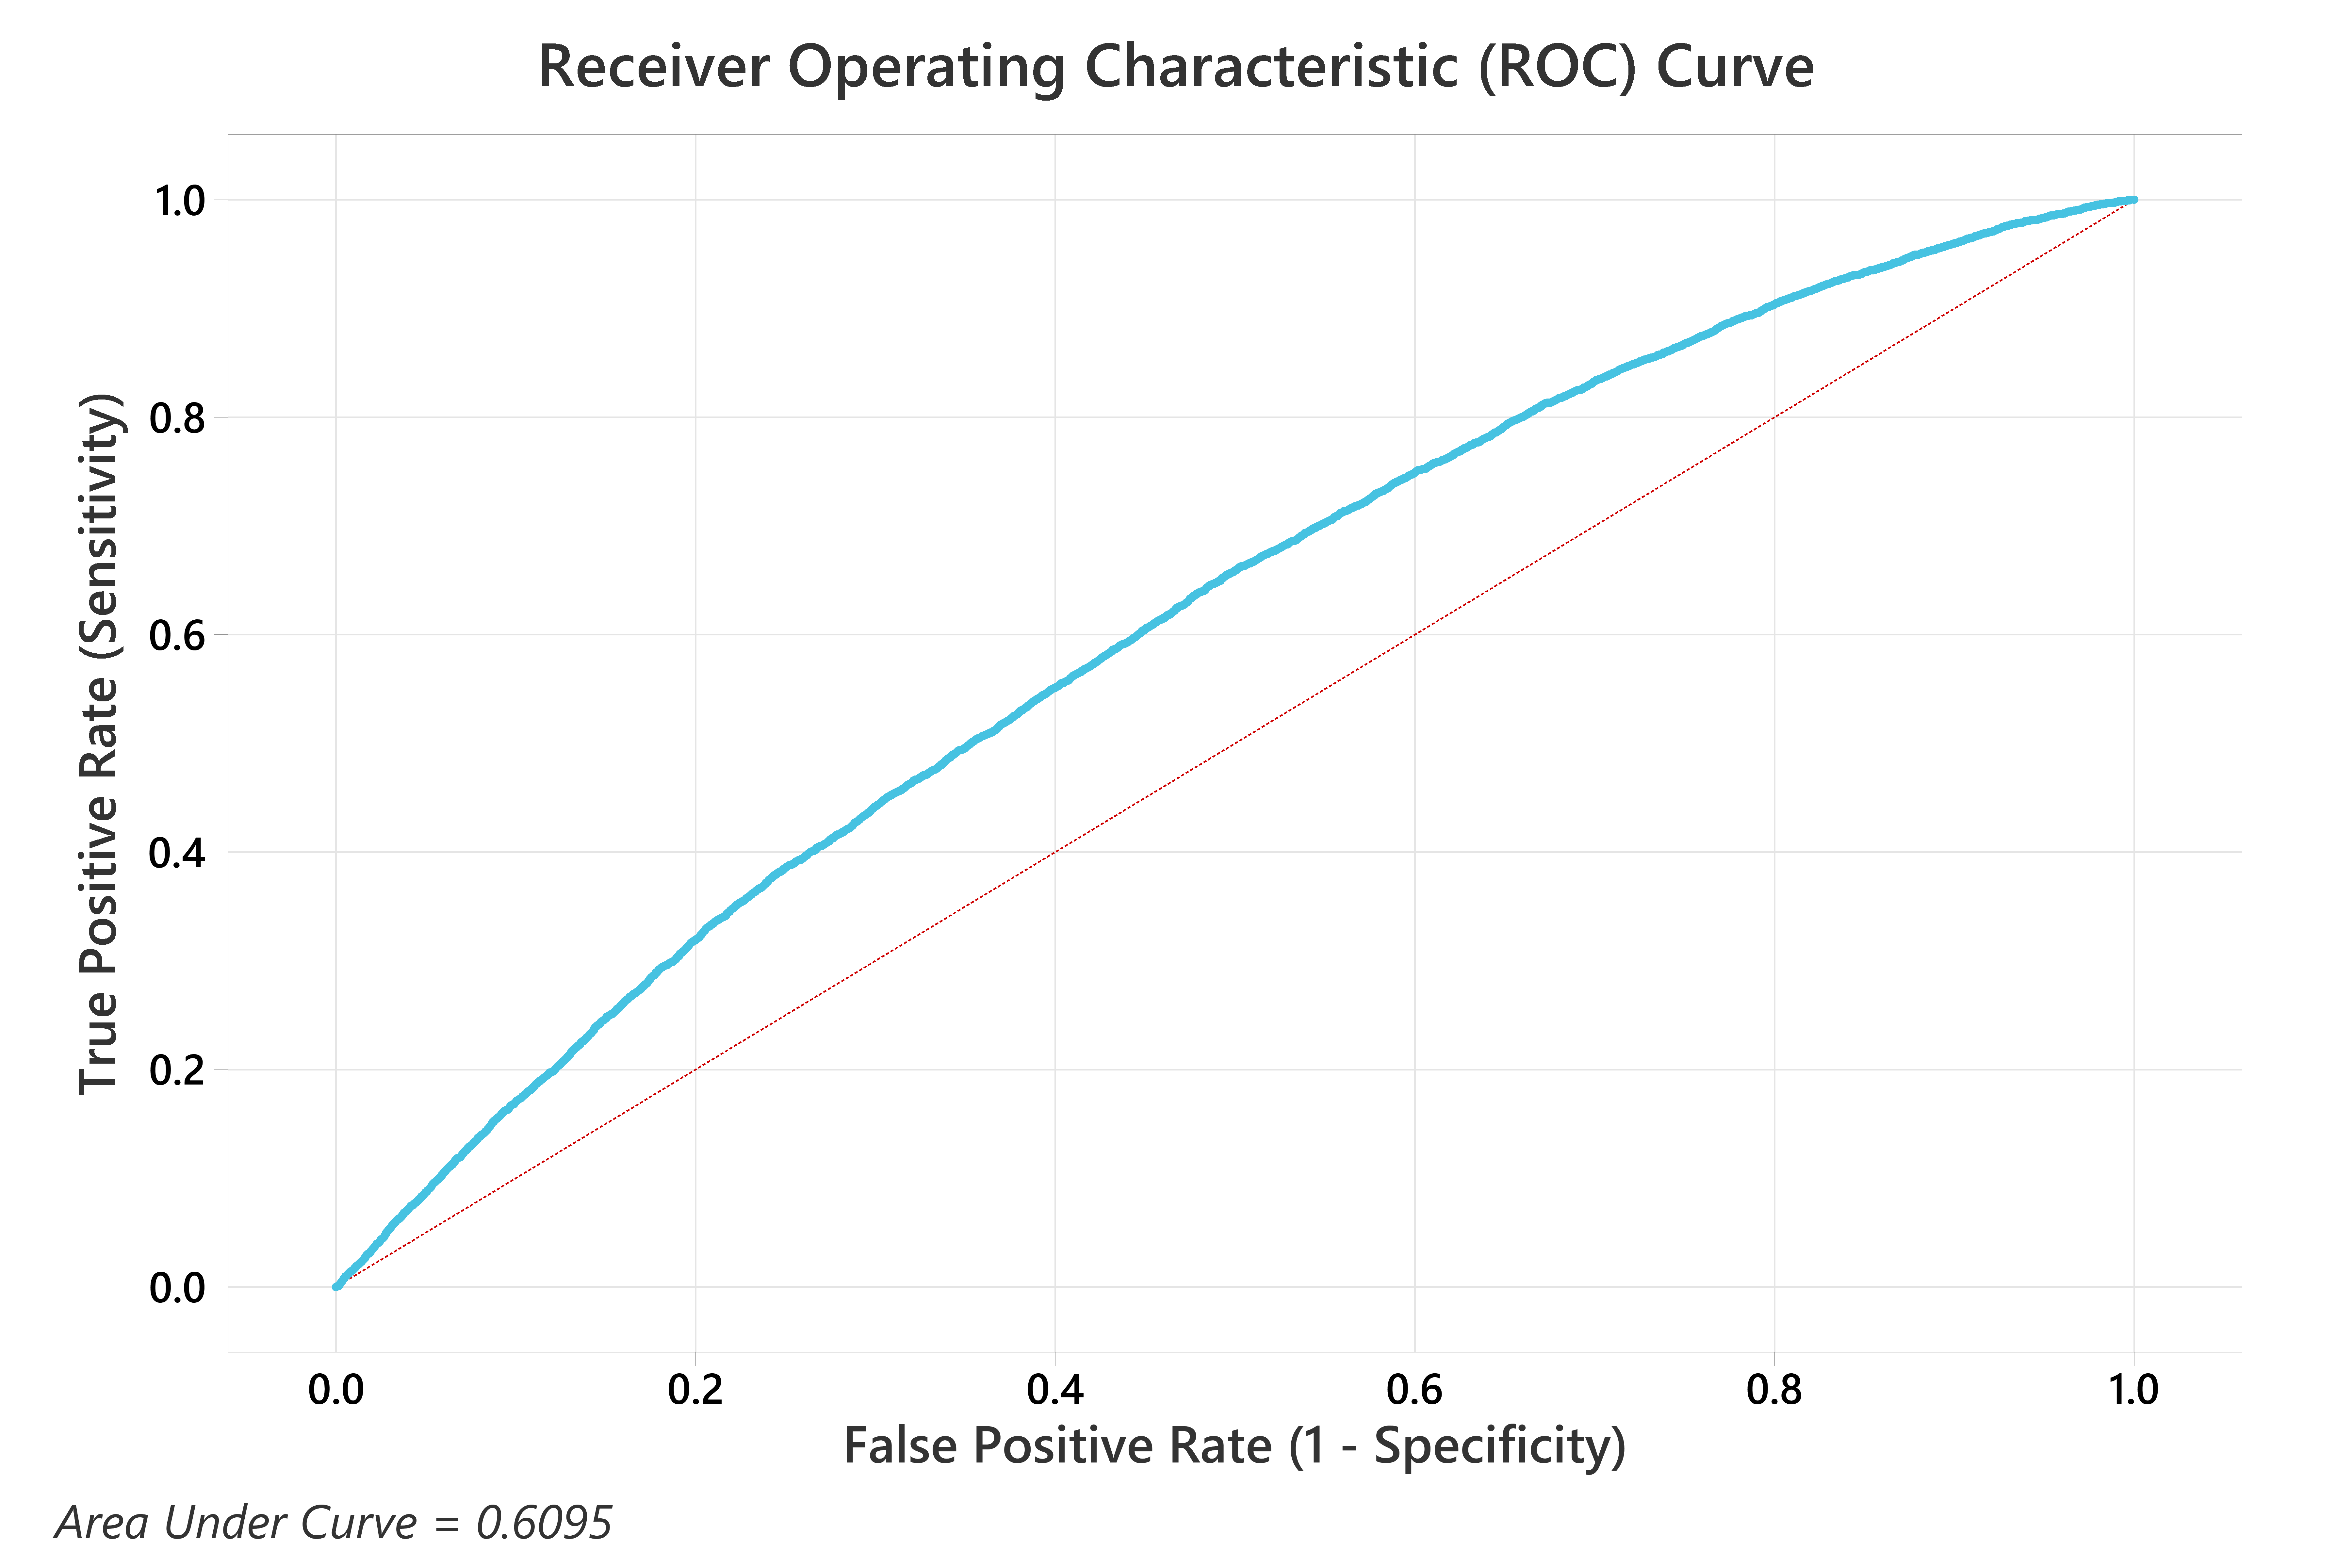 Receiver Operating Characteristic (ROC) Curve
True Positive Rate (Sensitivity)
1.0
0.8
0.6
0.4
0.2
0.0
0.0 0.2 0.4 0.6 0.8 1.0
False Positive Rate (1 - Specificity)
Area Under Curve = 0.6095